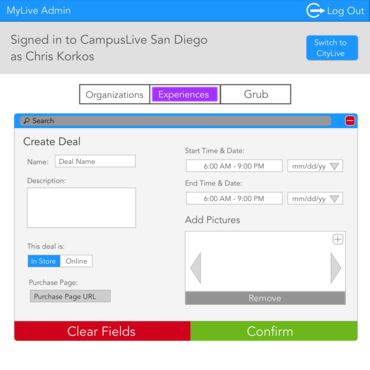 MyLive Admin
Log Out
Signed in to CampusLive San Diego
as Chris Korkos
Switch to
CityLive
Organizations
Experiences
Grub
Search
Create Deal
Name:
Deal Name
Description:
This deal is:
In Store
Online
Purchase Page:
Purchase Page URL
Start Time & Date:
6:00 AM - 9:00 PM
mm/dd/yy
End Time & Date:
6:00 AM - 9:00 PM
mm/dd/yy
Add Pictures
Remove
Clear Fields
Confirm